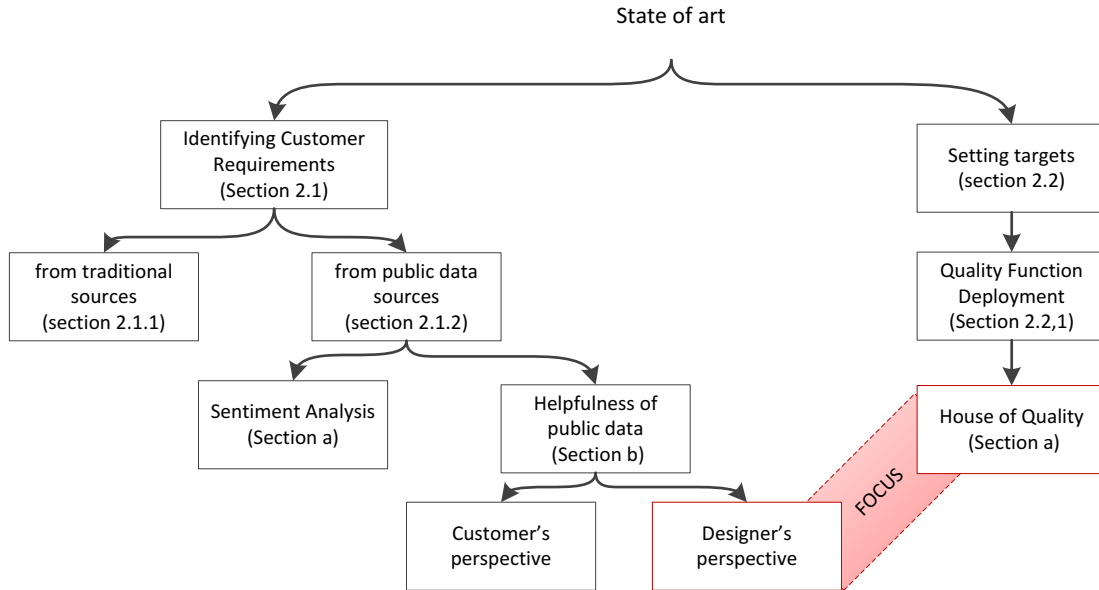 State of art
Identifying Customer
Requirements
(Section 2.1)
Setting targets
(section 2.2)
from traditional
sources
(section 2.1.1)
from public data
sources
(section 2.1.2)
Quality Function
Deployment
(Section 2.2,1)
Sentiment Analysis
(Section a)
Helpfulness of
public data
(Section b)
House of Quality
(Section a)
FOCUS
Customer’s
perspective
Designer’s
perspective